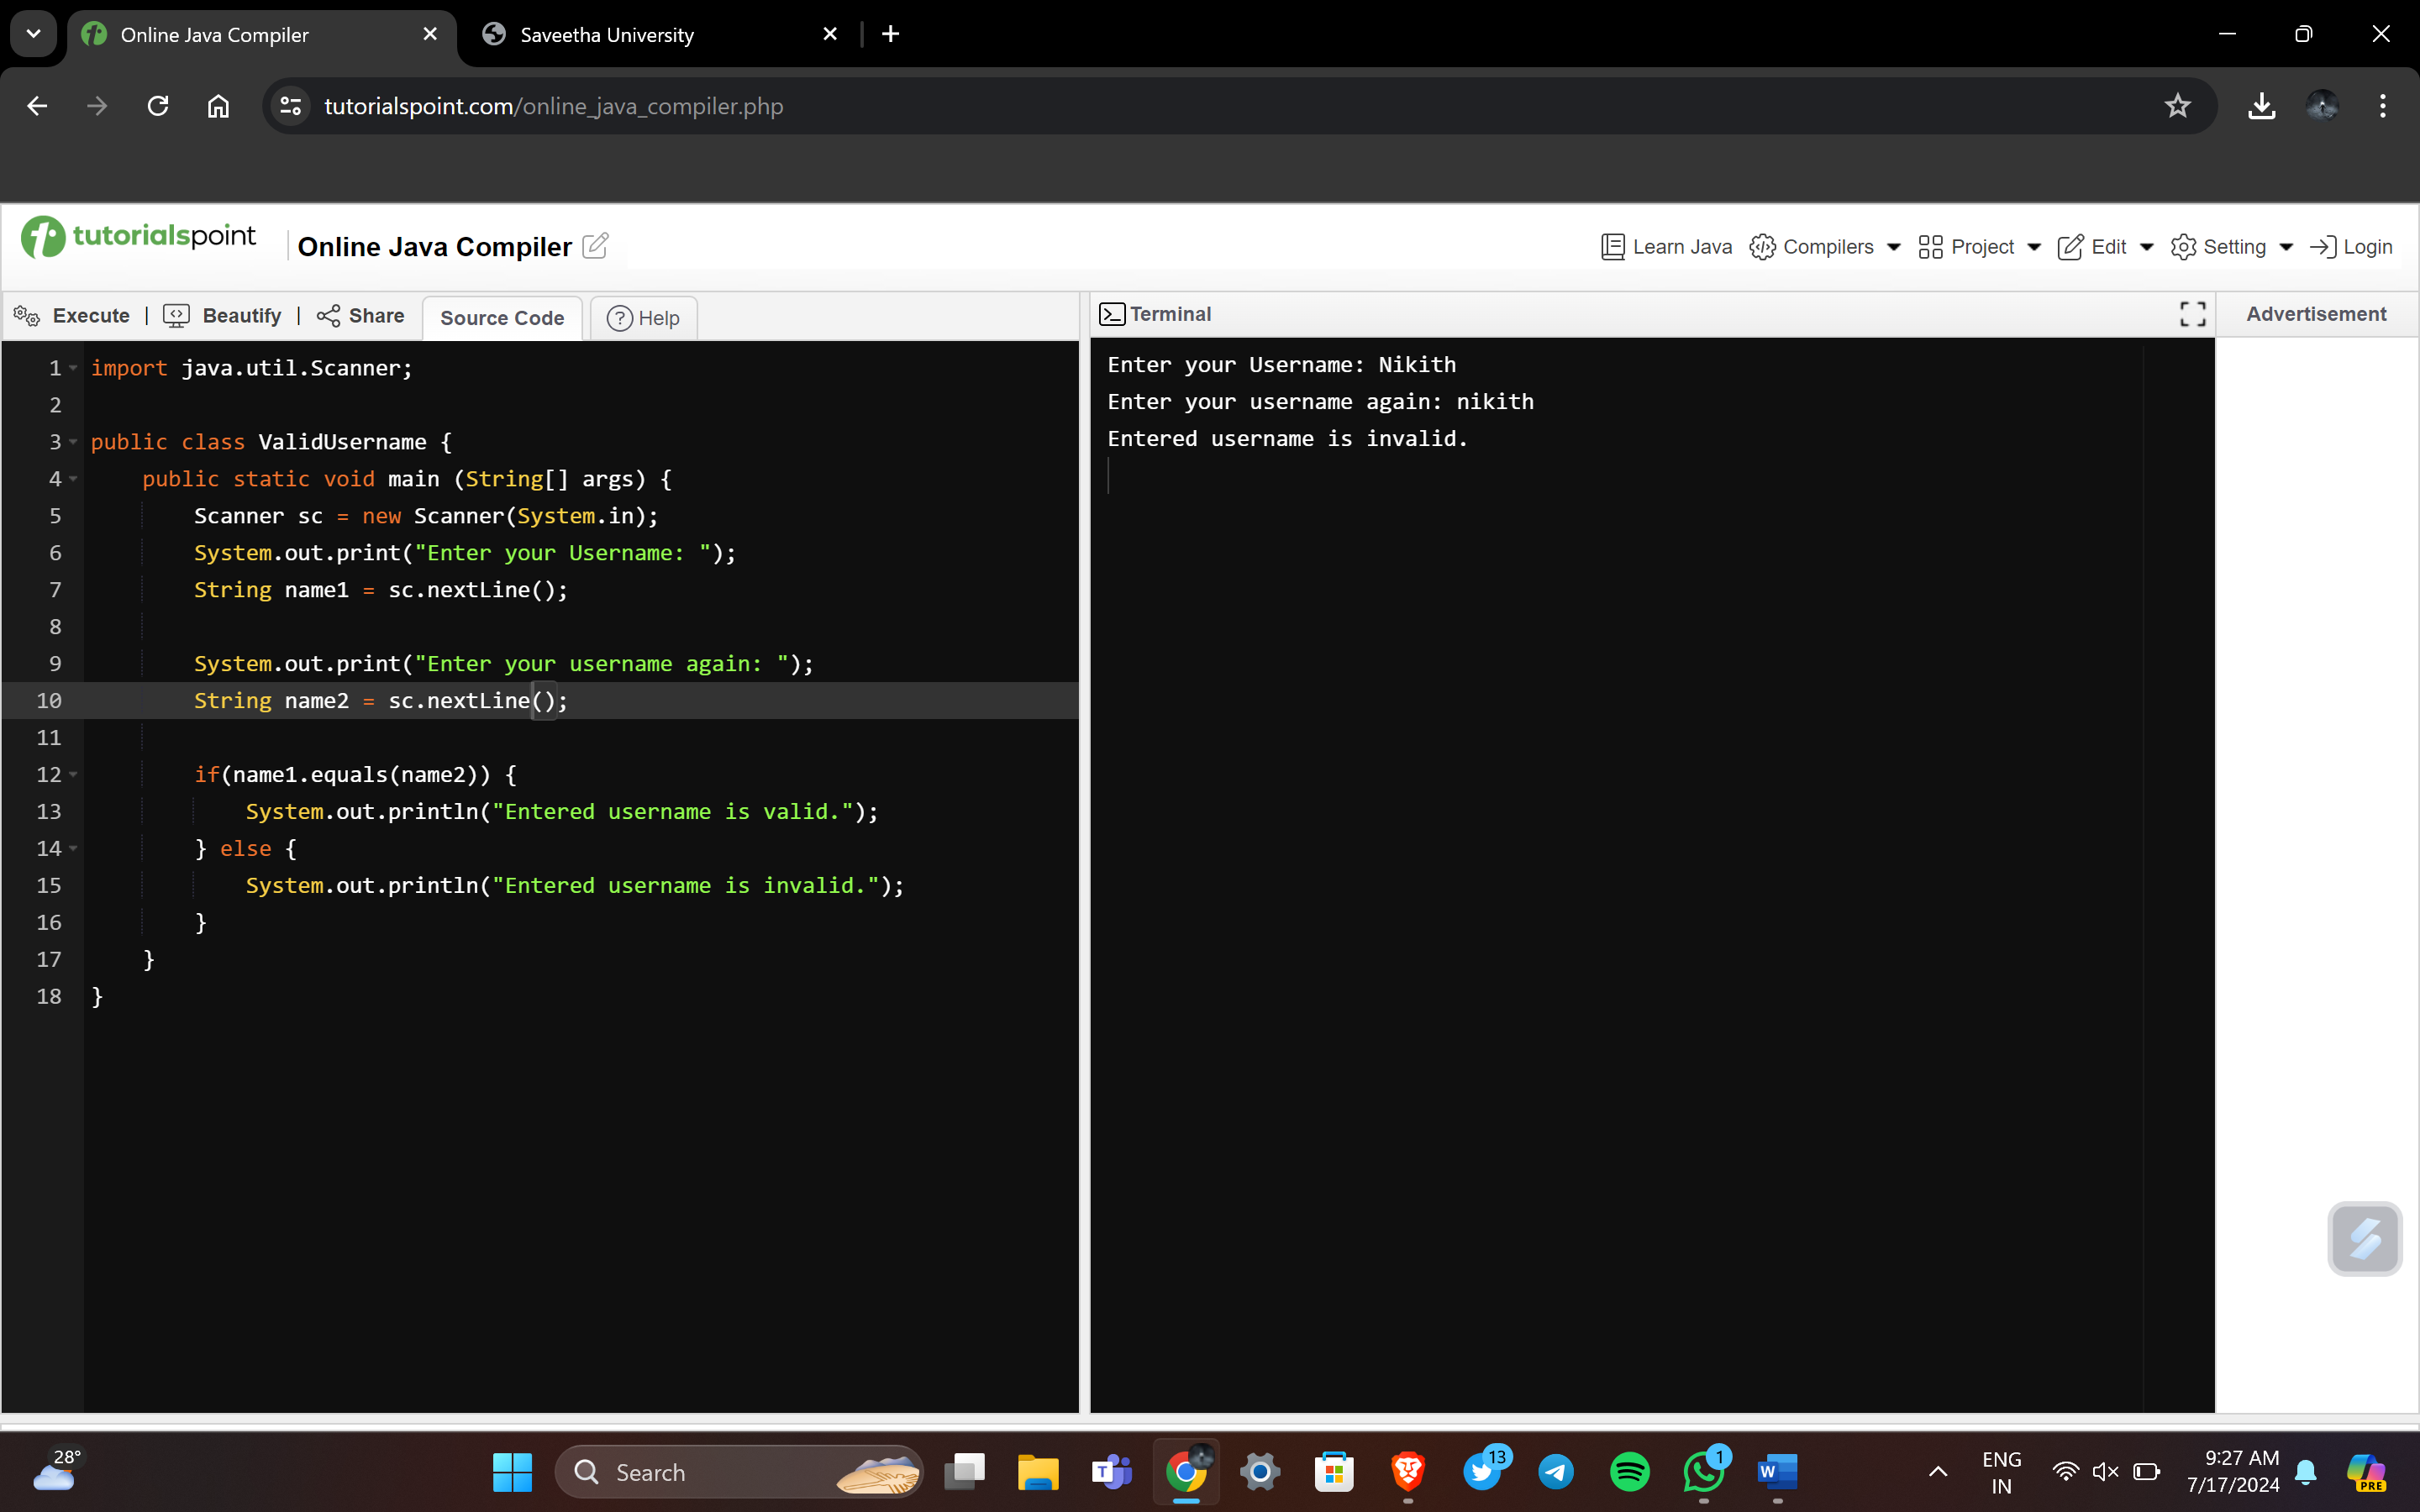 Online Java Compiler
Saveetha University
tutorialspoint.com/online_java_compiler.php
tutorialspoint
Online Java Compiler
Learn Java
Compilers
Project
Edit
Setting
Login
Execute | Beautify | Share
Source Code
Help
Terminal
Advertisement
1 import java.util.Scanner;
2
3 public class ValidUsername {
4     public static void main (String[] args) {
5         Scanner sc = new Scanner(System.in);
6         System.out.print("Enter your Username: ");
7         String name1 = sc.nextLine();
8
9         System.out.print("Enter your username again: ");
10         String name2 = sc.nextLine();
11
12         if(name1.equals(name2)) {
13             System.out.println("Entered username is valid.");
14         } else {
15             System.out.println("Entered username is invalid.");
16         }
17     }
18 }
Enter your Username: Nikith
Enter your username again: nikith
Entered username is invalid.
28°
Search
T
13
1
W
ENG
IN
9:27 AM
7/17/2024
PRE